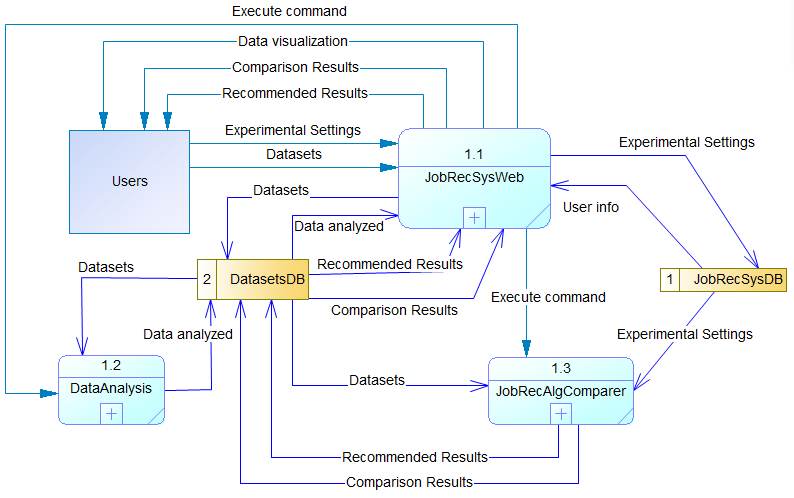 Execute command
Data visualization
Comparison Results
Recommended Results
Experimental Settings
Datasets
Users
1.1
JobRecSysWeb
Experimental Settings
User info
Datasets
Data analyzed
Recommended Results
Comparison Results
2 DatasetsDB
1 JobRecSysDB
Datasets
Data analyzed
Execute command
Experimental Settings
1.2
DataAnalysis
Datasets
1.3
JobRecAlgComparer
Recommended Results
Comparison Results